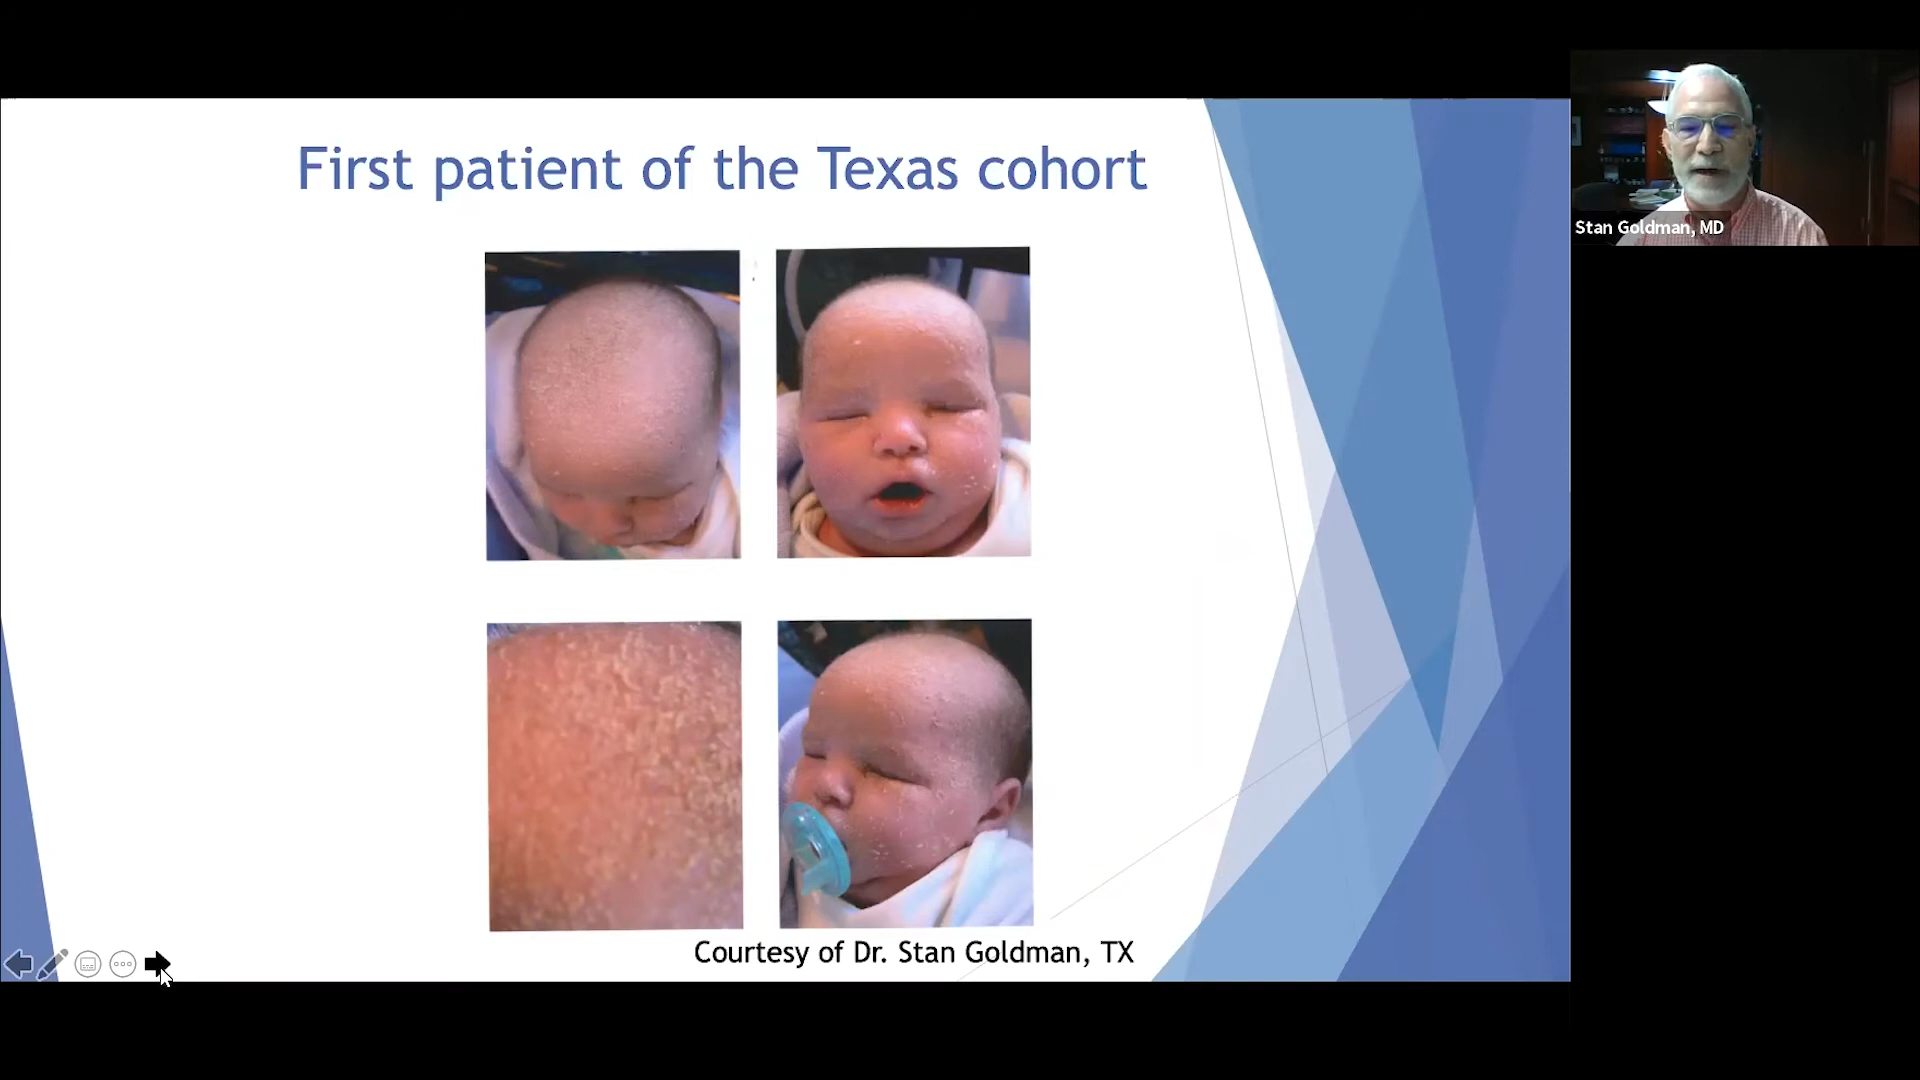 First patient of the Texas cohort
Stan Goldman, MD
Courtesy of Dr. Stan Goldman, TX